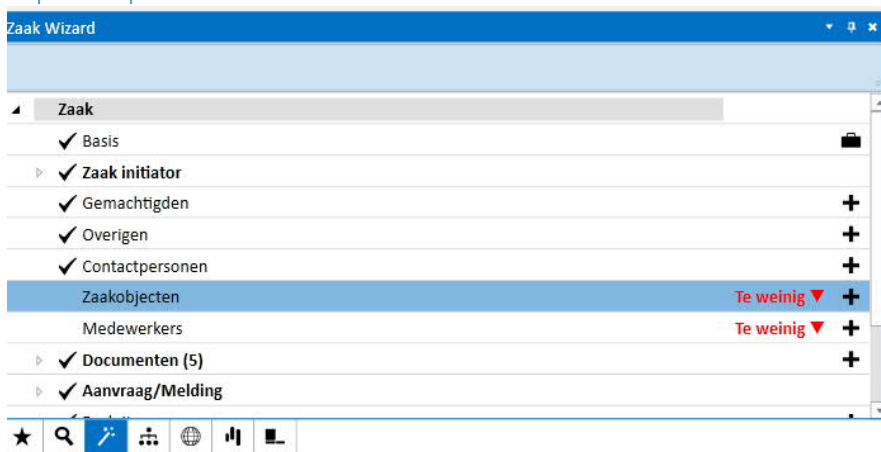 Zaak Wizard
Zaak
Basis
Zaak initiator
Gemachtigden
Overigen
Contactpersonen
Zaakobjecten Te weinig
Medewerkers Te weinig
Documenten (5)
Aanvraag/Melding